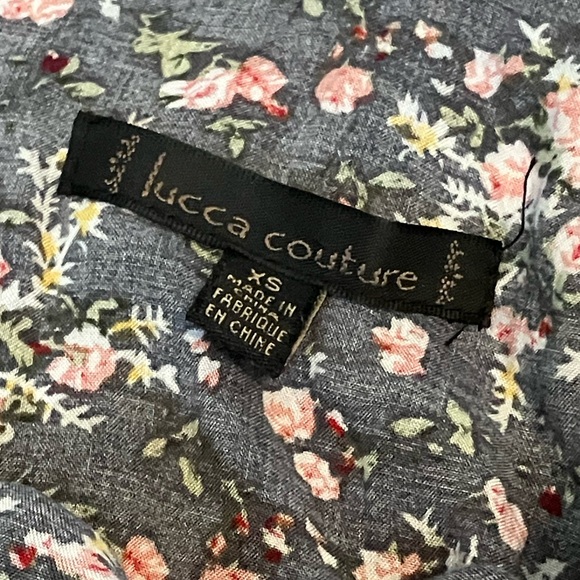 lucca couture
XS
MADE IN
CHINA
FABRIQUE
EN CHINE